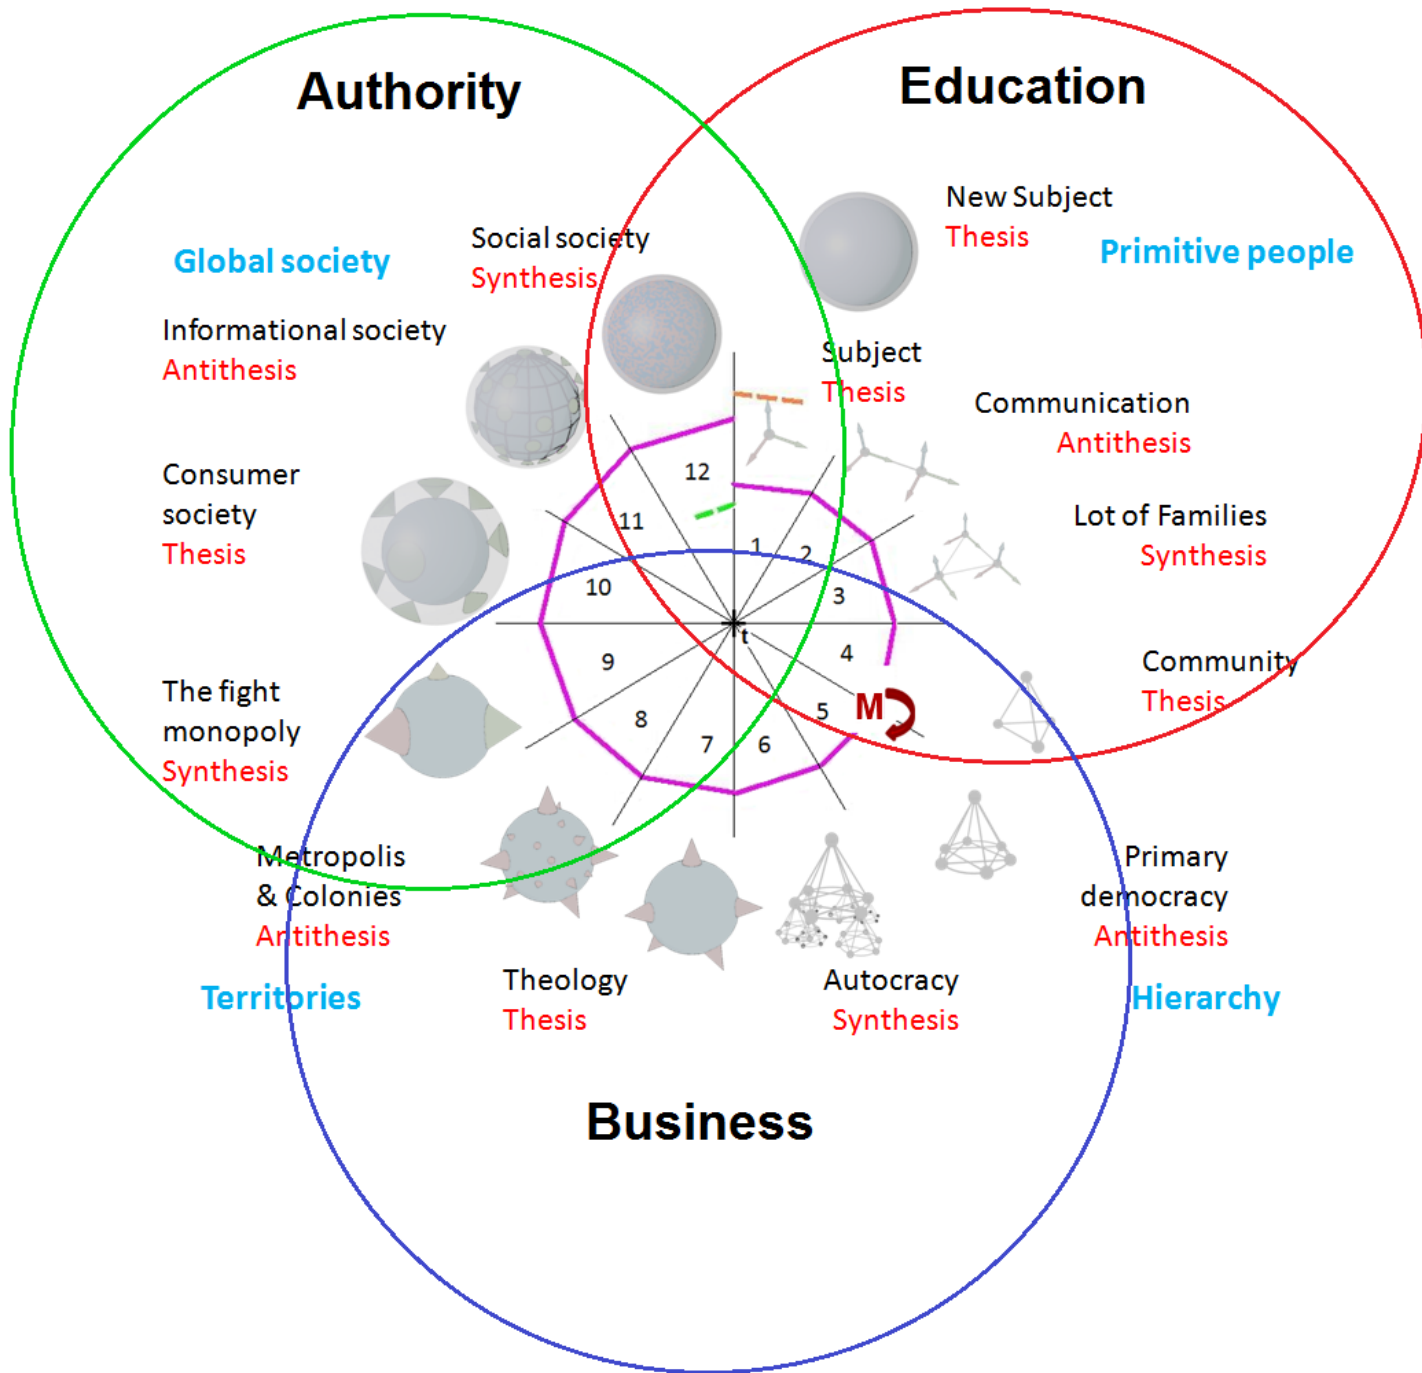 Authority
Education
New Subject
Thesis
Primitive people
Social society
Synthesis
Global society
Informational society
Antithesis
Subject
Thesis
Communication
Antithesis
Consumer
society
Thesis
Lot of Families
Synthesis
12
11
1
2
10
3
t
9
4
Community
Thesis
The fight
monopoly
Synthesis
8
7
6
5
M
Metropolis
& Colonies
Antithesis
Primary
democracy
Antithesis
Territories
Theology
Thesis
Autocracy
Synthesis
Hierarchy
Business